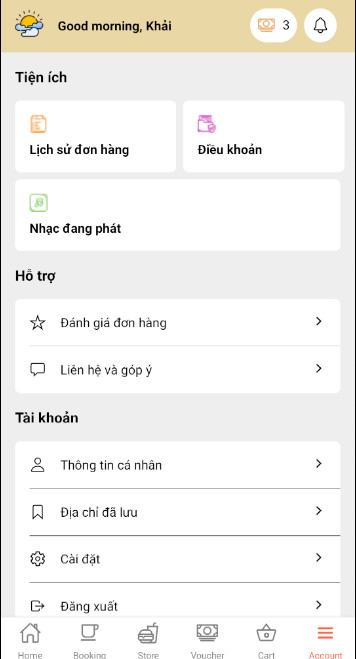 Good morning, Khải
3
Tiện ích
Lịch sử đơn hàng
Điều khoản
Nhạc đang phát
Hỗ trợ
Đánh giá đơn hàng
Liên hệ và góp ý
Tài khoản
Thông tin cá nhân
Địa chỉ đã lưu
Cài đặt
Đăng xuất
Home
Booking
Store
Voucher
Cart
Account